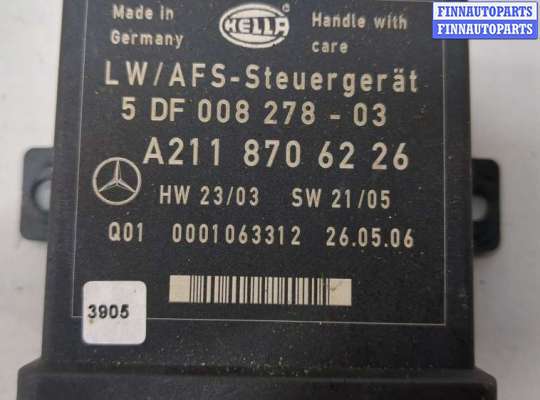 FINNAUTOPARTS
FINNAUTOPARTS
Made in Germany
HELLA
Handle with care
LW/AFS-Steuergerät
5 DF 008 278 - 03
A211 870 62 26
HW 23/03 SW 21/05
Q01 0001063312 26.05.06
3905